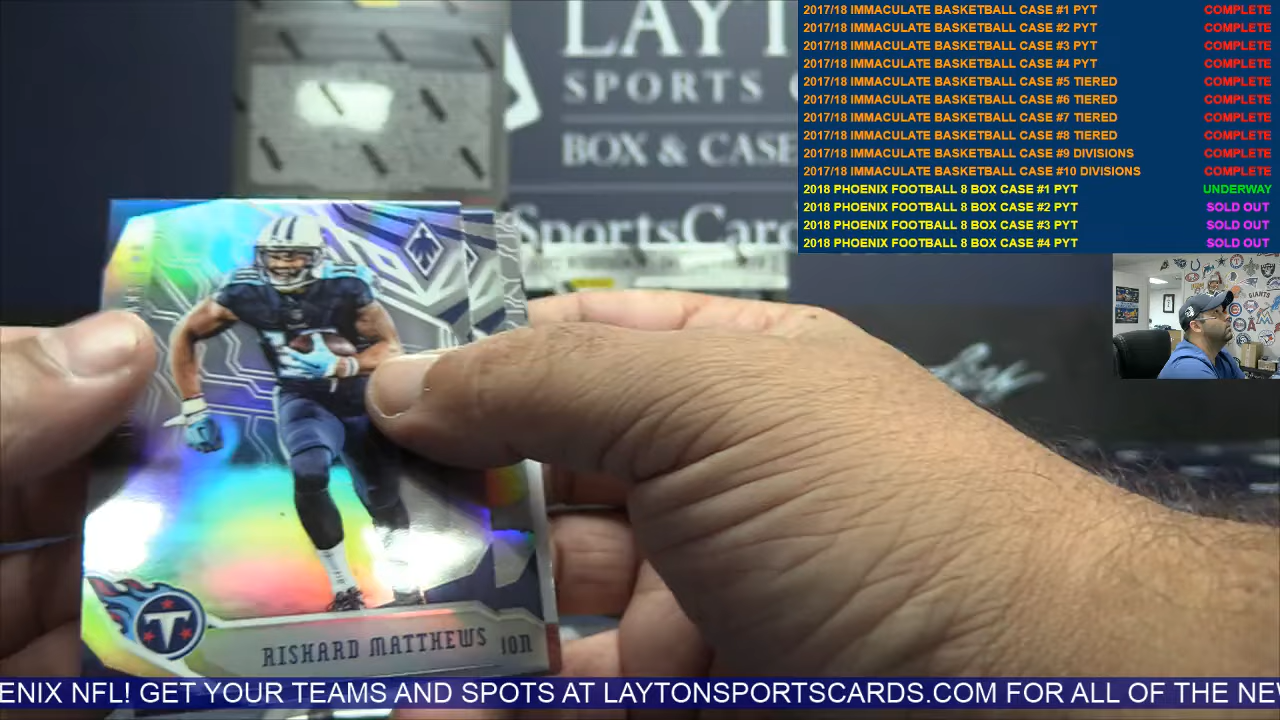 2017/18 IMMACULATE BASKETBALL CASE #1 PYT COMPLETE
2017/18 IMMACULATE BASKETBALL CASE #2 PYT COMPLETE
2017/18 IMMACULATE BASKETBALL CASE #3 PYT COMPLETE
2017/18 IMMACULATE BASKETBALL CASE #4 PYT COMPLETE
2017/18 IMMACULATE BASKETBALL CASE #5 TIERED COMPLETE
2017/18 IMMACULATE BASKETBALL CASE #6 TIERED COMPLETE
2017/18 IMMACULATE BASKETBALL CASE #7 TIERED COMPLETE
2017/18 IMMACULATE BASKETBALL CASE #8 TIERED COMPLETE
2017/18 IMMACULATE BASKETBALL CASE #9 DIVISIONS COMPLETE
2017/18 IMMACULATE BASKETBALL CASE #10 DIVISIONS COMPLETE
2018 PHOENIX FOOTBALL 8 BOX CASE #1 PYT UNDERWAY
2018 PHOENIX FOOTBALL 8 BOX CASE #2 PYT SOLD OUT
2018 PHOENIX FOOTBALL 8 BOX CASE #3 PYT SOLD OUT
2018 PHOENIX FOOTBALL 8 BOX CASE #4 PYT SOLD OUT
LAYT
SPORTS C
BOX & CASE
SportsCard
GIANTS
T
RISHARD MATTHEWS ION
ENIX NFL! GET YOUR TEAMS AND SPOTS AT LAYTONSPORTSCARDS.COM FOR ALL OF THE NEW